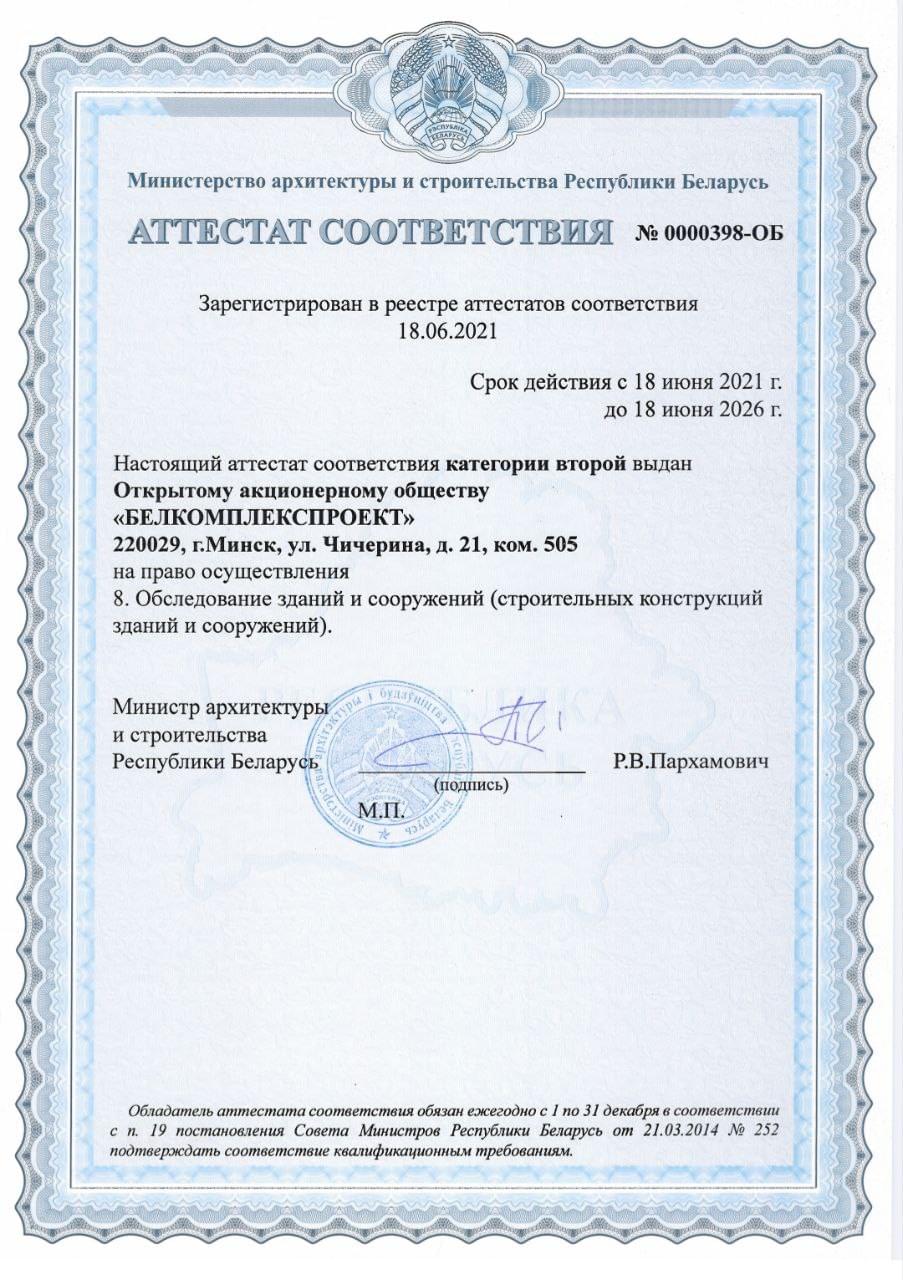 РЭСПУБЛІКА
БЕЛАРУСЬ
Министерство архитектуры и строительства Республики Беларусь
АТТЕСТАТ СООТВЕТСТВИЯ № 0000398-ОБ
Зарегистрирован в реестре аттестатов соответствия
18.06.2021
Срок действия с 18 июня 2021 г.
до 18 июня 2026 г.
Настоящий аттестат соответствия категории второй выдан
Открытому акционерному обществу
«БЕЛКОМПЛЕКСПРОЕКТ»
220029, г.Минск, ул. Чичерина, д. 21, ком. 505
на право осуществления
8. Обследование зданий и сооружений (строительных конструкций
зданий и сооружений).
Министр архитектуры
и строительства
Республики Беларусь
Р.В.Пархамович
(подпись)
М.П.
Міністэрства архітэктуры і будаўніцтва Рэспублікі Беларусь
Обладатель аттестата соответствия обязан ежегодно с 1 по 31 декабря в соответствии
с п. 19 постановления Совета Министров Республики Беларусь от 21.03.2014 № 252
подтверждать соответствие квалификационным требованиям.